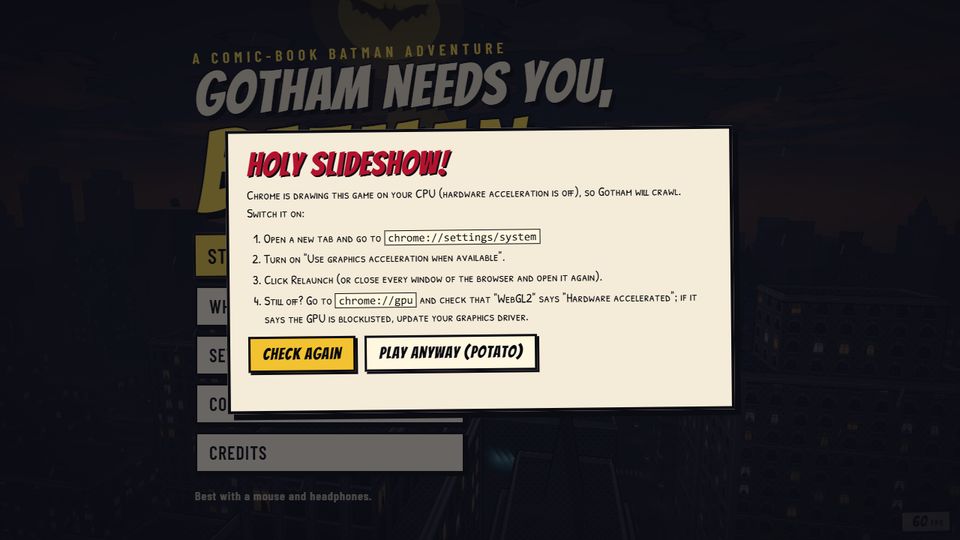 A COMIC-BOOK BATMAN ADVENTURE
GOTHAM NEEDS YOU,
HOLY SLIDESHOW!
Chrome is drawing this game on your CPU (hardware acceleration is off), so Gotham will crawl.
Switch it on:
1. Open a new tab and go to chrome://settings/system
2. Turn on "Use graphics acceleration when available".
3. Click Relaunch (or close every window of the browser and open it again).
4. Still off? Go to chrome://gpu and check that "WebGL2" says "Hardware accelerated"; if it
says the GPU is blocklisted, update your graphics driver.
CHECK AGAIN
PLAY ANYWAY (POTATO)
ST
WH
SE
CO
CREDITS
Best with a mouse and headphones.
60 FPS